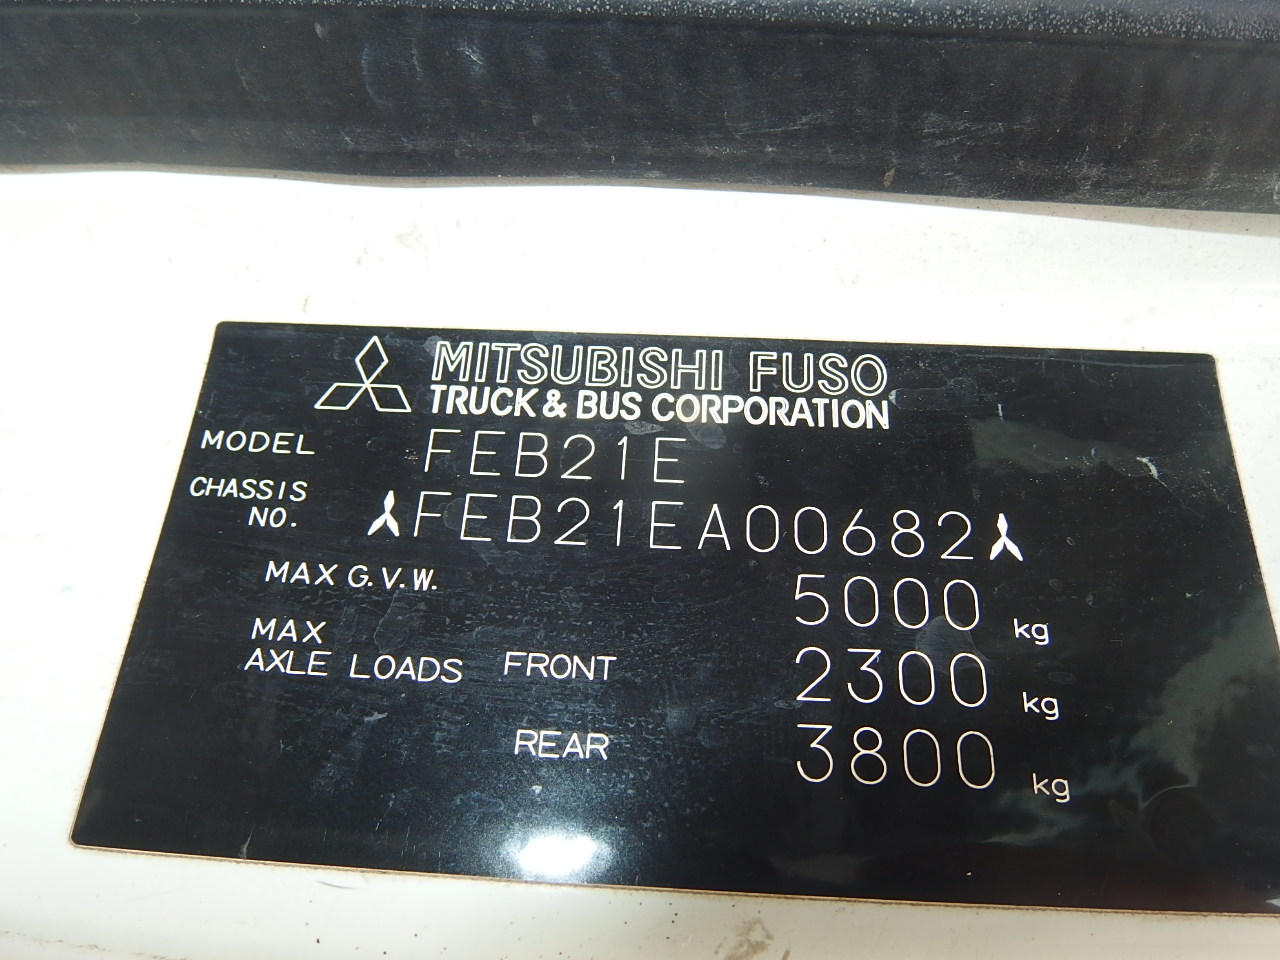 MITSUBISHI FUSO
TRUCK & BUS CORPORATION
MODEL FEB21E
CHASSIS
NO. FEB21EA00682
MAX G.V.W. 5000 kg
MAX
AXLE LOADS FRONT 2300 kg
REAR 3800 kg